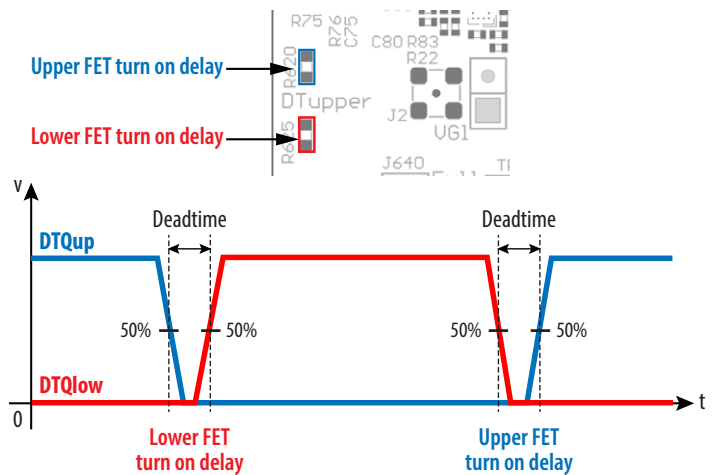 R75
R76
C75
C80 R83
R22
Upper FET turn on delay
R620
DTupper
J2
VG1
Lower FET turn on delay
R625
J640
v
Deadtime
Deadtime
DTQup
50%
50%
50%
50%
DTQlow
0
t
Lower FET
turn on delay
Upper FET
turn on delay